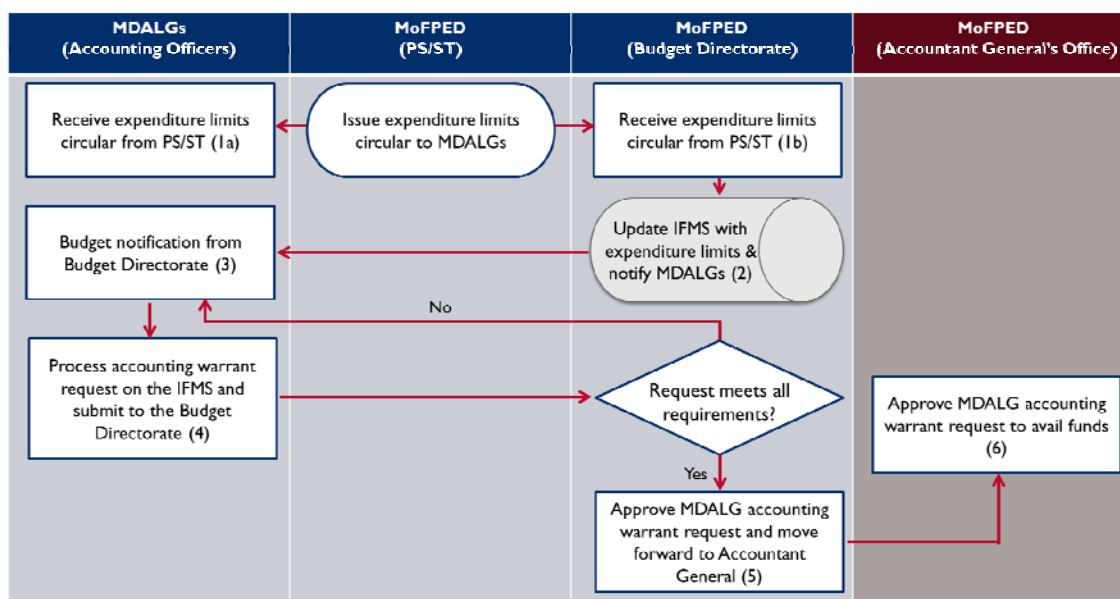 MDALGs
(Accounting Officers)
MoFPED
(PS/ST)
MoFPED
(Budget Directorate)
MoFPED
(Accountant General's Office)
Receive expenditure limits
circular from PS/ST (1a)
Issue expenditure limits
circular to MDALGs
Receive expenditure limits
circular from PS/ST (1b)
Budget notification from
Budget Directorate (3)
Update IFMS with
expenditure limits &
notify MDALGs (2)
No
Process accounting warrant
request on the IFMS and
submit to the Budget
Directorate (4)
Request meets all
requirements?
Approve MDALG accounting
warrant request to avail funds
(6)
Yes
Approve MDALG accounting
warrant request and move
forward to Accountant
General (5)